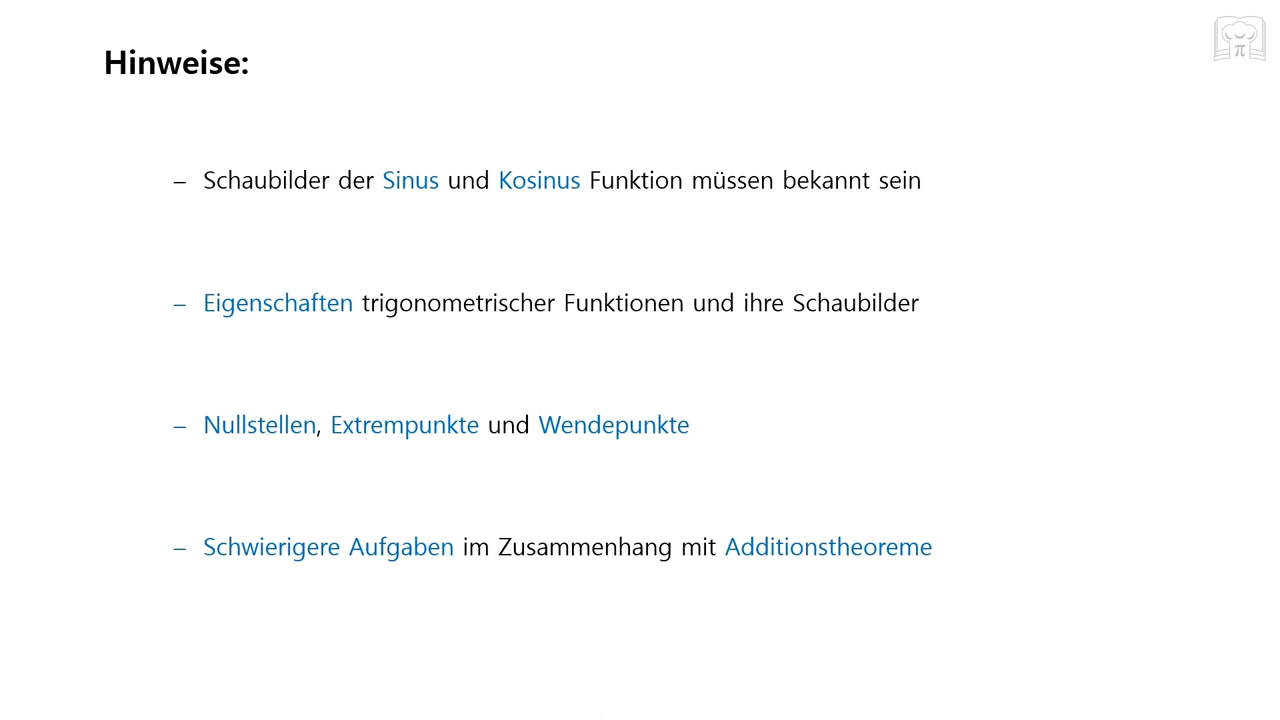 Hinweise:
– Schaubilder der Sinus und Kosinus Funktion müssen bekannt sein
– Eigenschaften trigonometrischer Funktionen und ihre Schaubilder
– Nullstellen, Extrempunkte und Wendepunkte
– Schwierigere Aufgaben im Zusammenhang mit Additionstheoreme